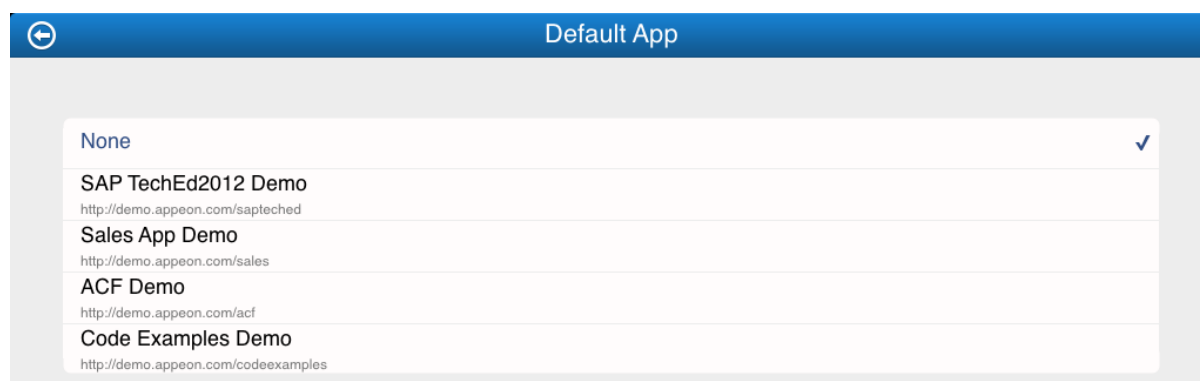 Default App
None
SAP TechEd2012 Demo
http://demo.appeon.com/sapteched
Sales App Demo
http://demo.appeon.com/sales
ACF Demo
http://demo.appeon.com/acf
Code Examples Demo
http://demo.appeon.com/codeexamples